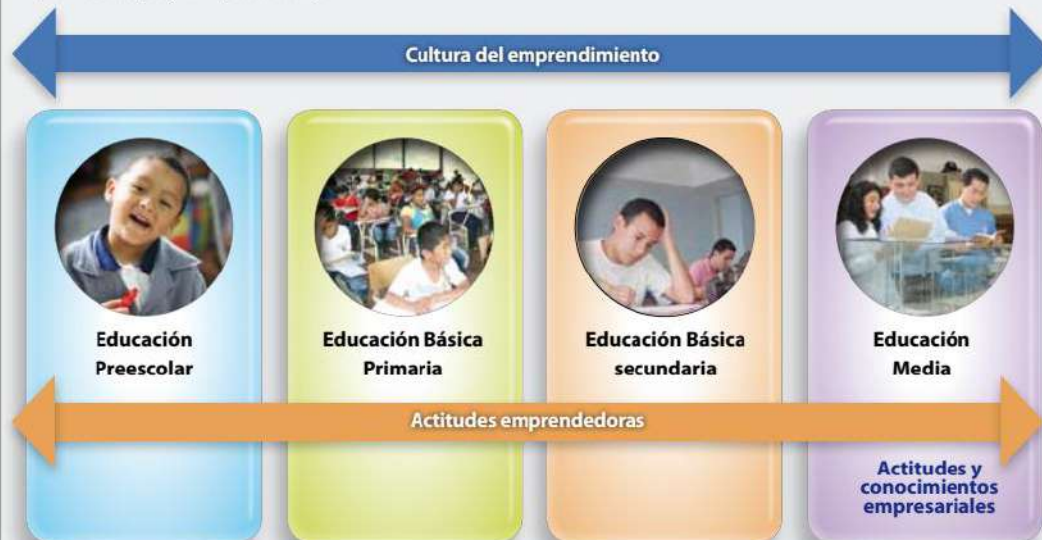 Cultura del emprendimiento
Educación
Preescolar
Educación Básica
Primaria
Educación Básica
secundaria
Educación
Media
Actitudes emprendedoras
Actitudes y
conocimientos
empresariales